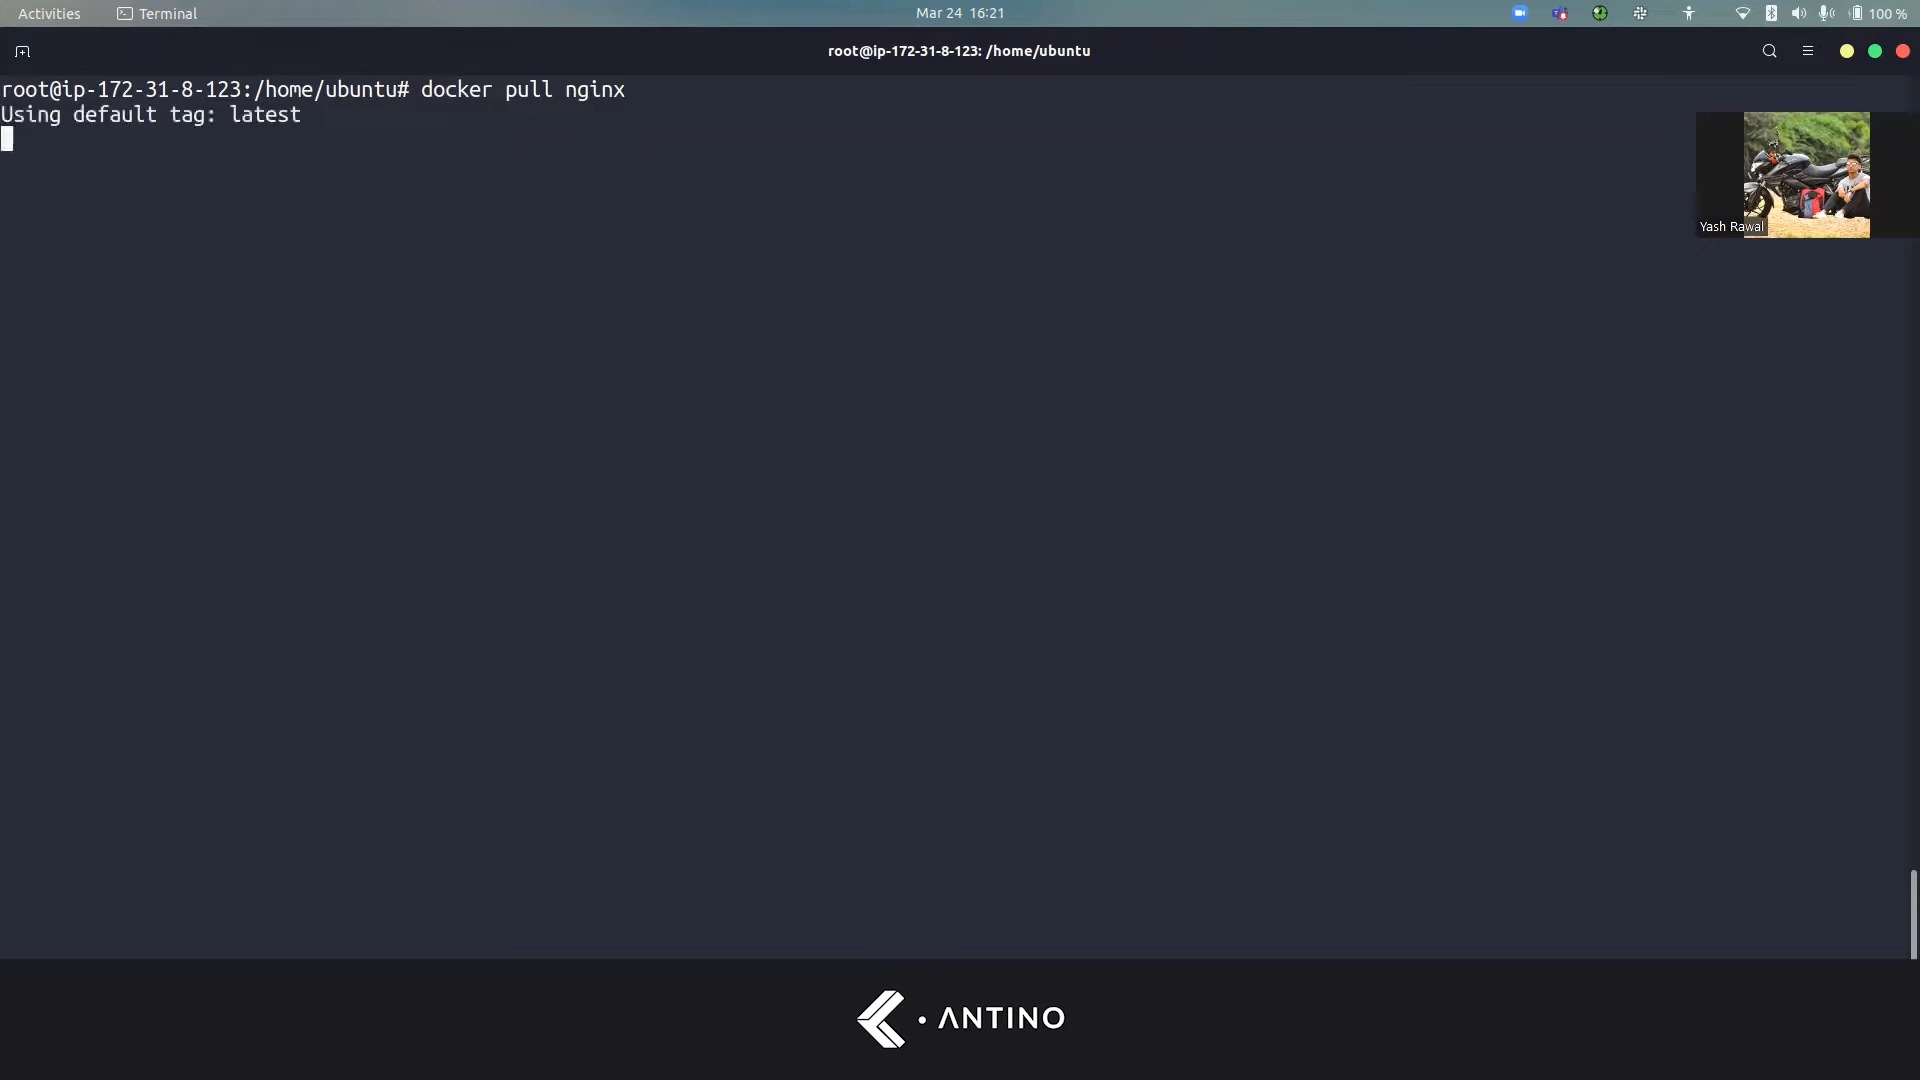 Activities
Terminal
Mar 24 16:21
100 %
root@ip-172-31-8-123: /home/ubuntu
root@ip-172-31-8-123:/home/ubuntu# docker pull nginx
Using default tag: latest
Yash Rawal
ANTINO